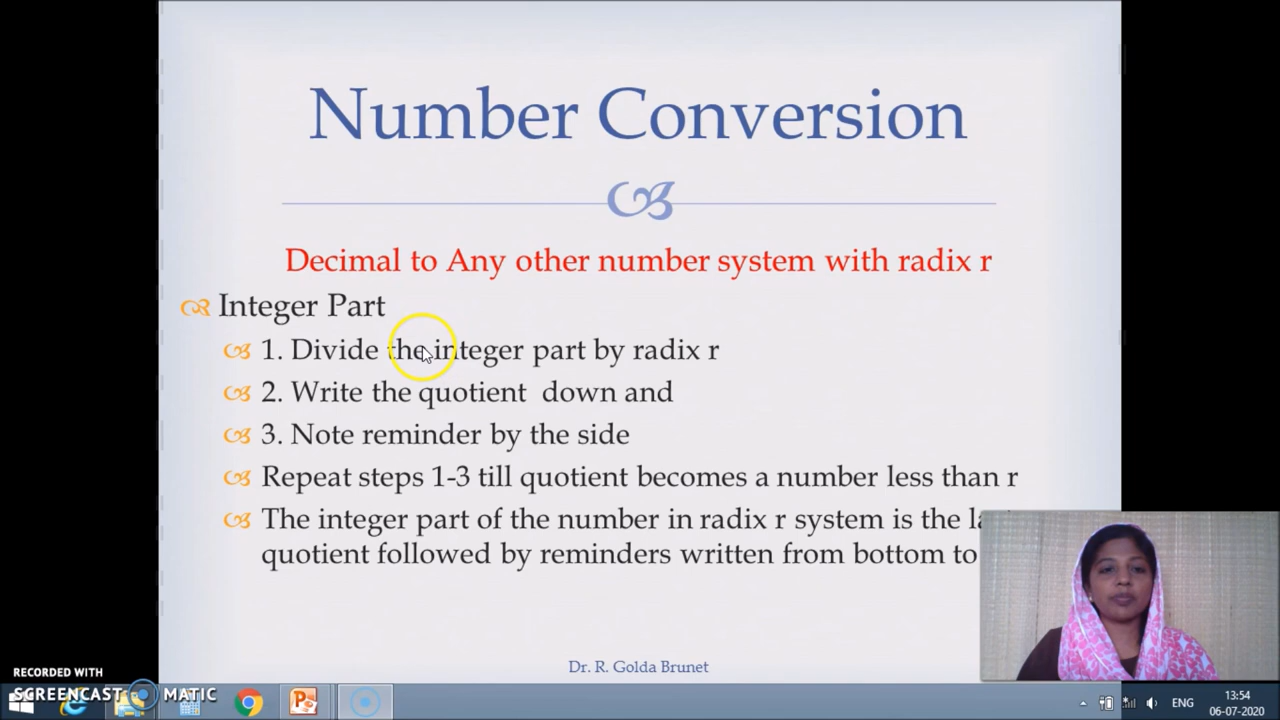 Number Conversion
Decimal to Any other number system with radix r
Integer Part
1. Divide the integer part by radix r
2. Write the quotient down and
3. Note reminder by the side
Repeat steps 1-3 till quotient becomes a number less than r
The integer part of the number in radix r system is the
quotient followed by reminders written from bottom to
Dr. R. Golda Brunet
RECORDED WITH
SCREENCAST MATIC
ENG
13:54
06-07-2020